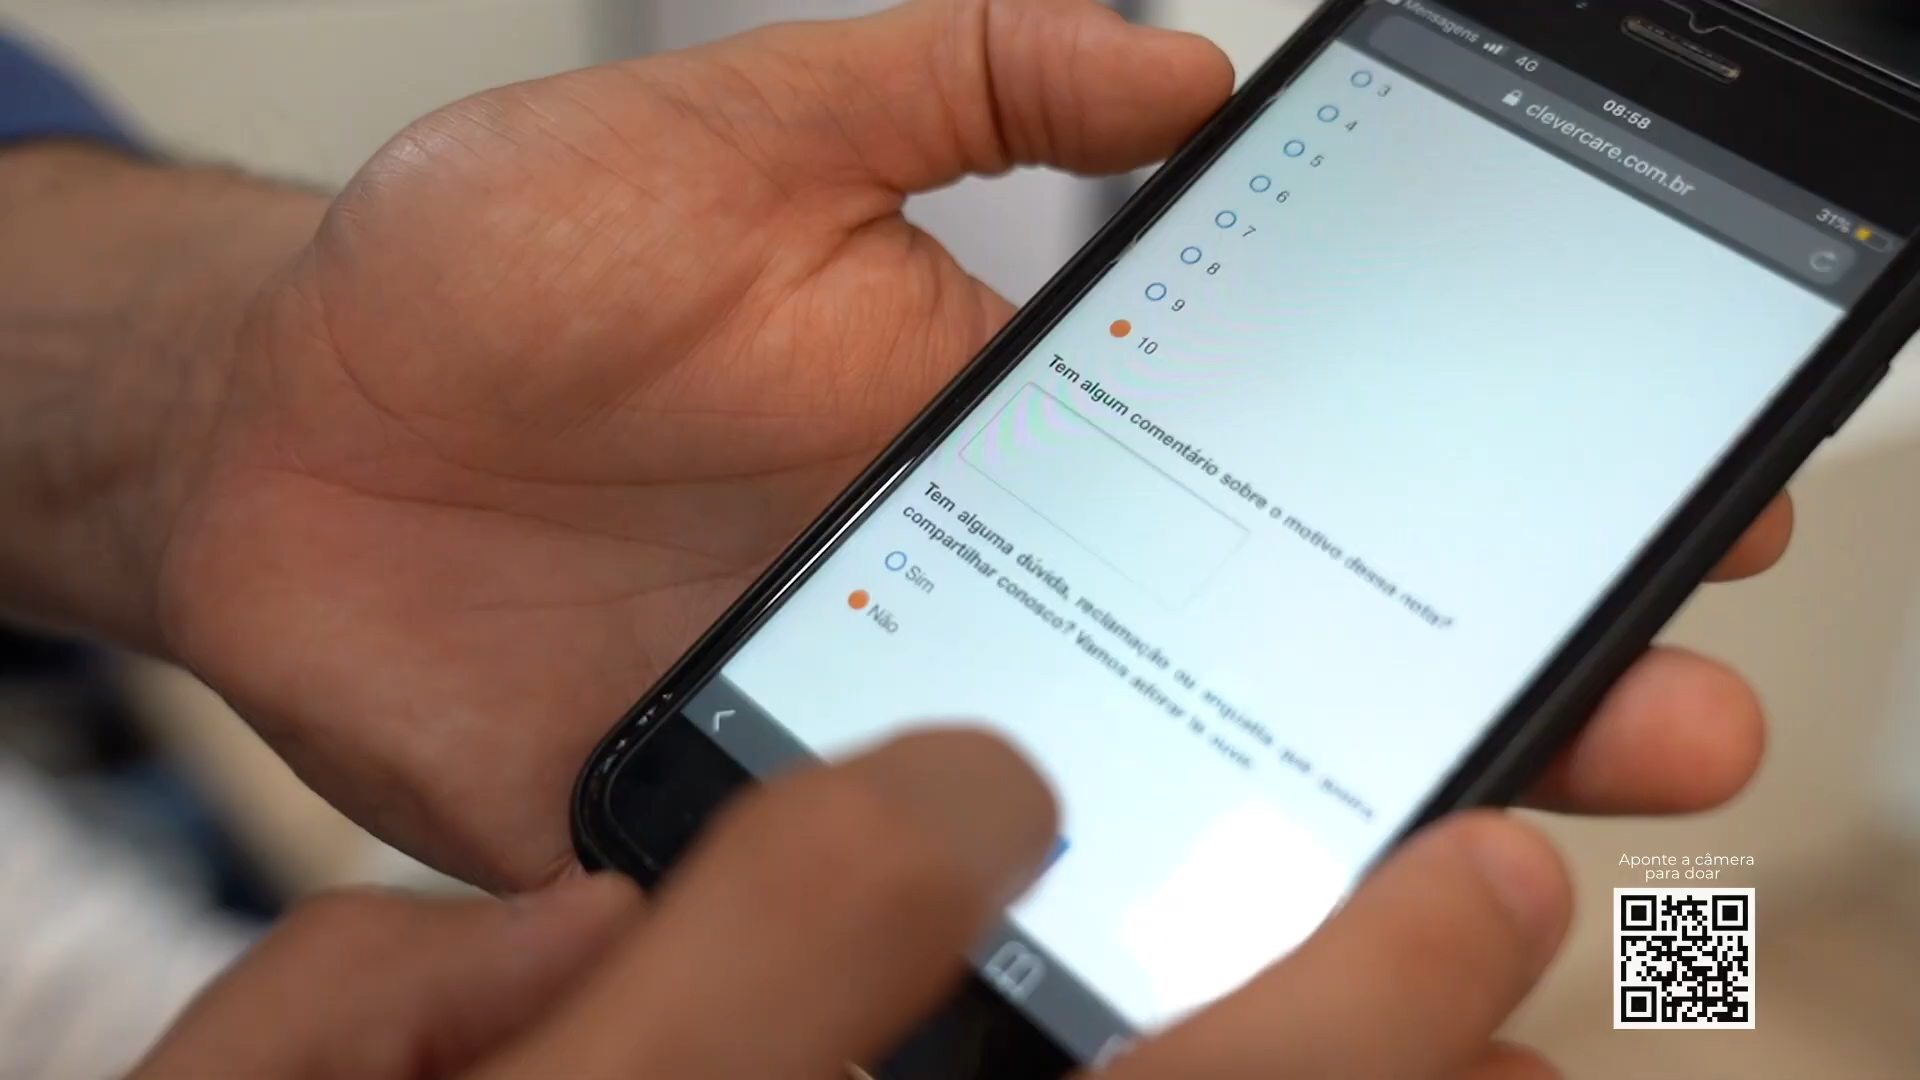 Mensagens 4G
08:58
31%
clevercare.com.br
3
4
5
6
7
8
9
10
Tem algum comentário sobre o motivo dessa nota?
Tem alguma dúvida, reclamação ou angustia que queira
compartilhar conosco? Vamos adorar te ouvir.
Sim
Não
Aponte a câmera
para doar